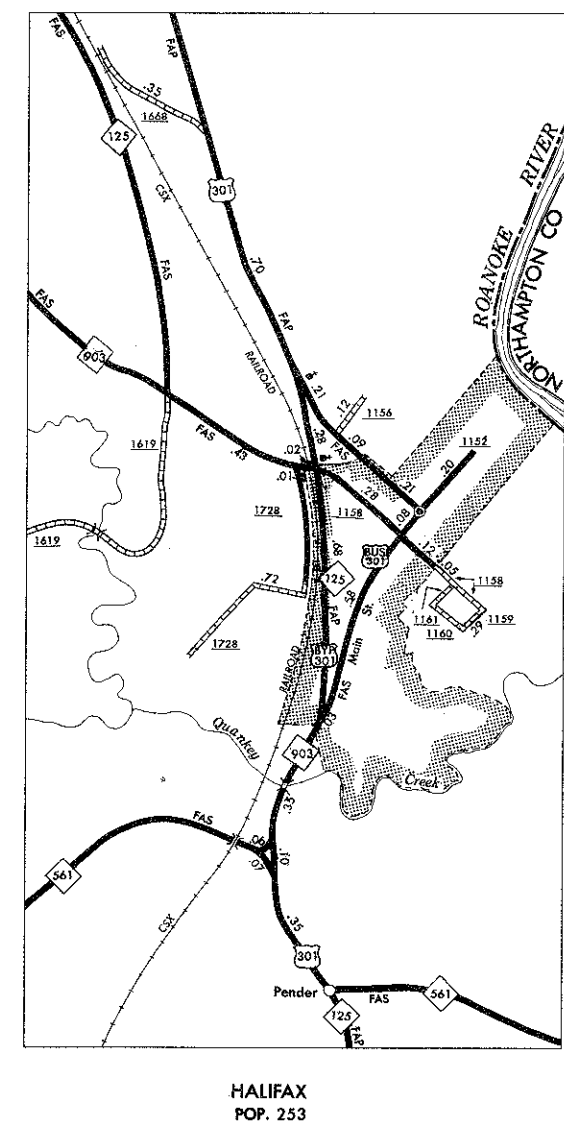 FAS
FAP
.35
1668
125
RIVER
301
CSX
ROANOKE
NORTHAMPTON CO
FAS
.70
FAS
903
FAP
RAILROAD
.21
.12
1156
.28
.09
FAS
1619
FAS
.43
.02
1152
.20
.01
.28
.21
1728
1158
.08
1619
.68
BUS
301
.12
.05
125
1158
.72
.58
FAP
St.
1161
1159
1160
.29
1728
Main
RAILROAD
BYP
301
FAS
.03
Quankey
903
Creek
.35
FAS
.06
.10
.07
561
CSX
.35
301
Pender
FAS
561
125
FAP
HALIFAX
POP. 253